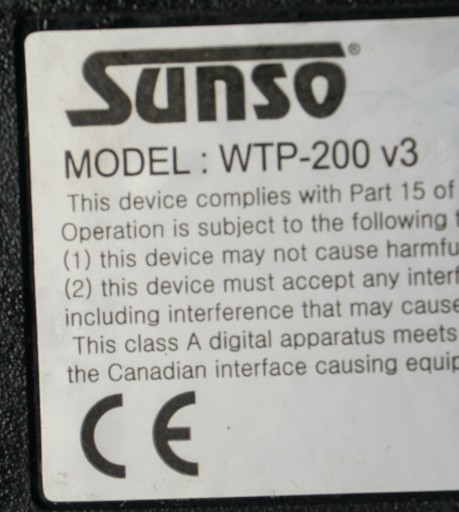 Sunso®
MODEL : WTP-200 v3
This device complies with Part 15 of
Operation is subject to the following
(1) this device may not cause harmfu
(2) this device must accept any interf
including interference that may cause
This class A digital apparatus meets
the Canadian interface causing equip
CE